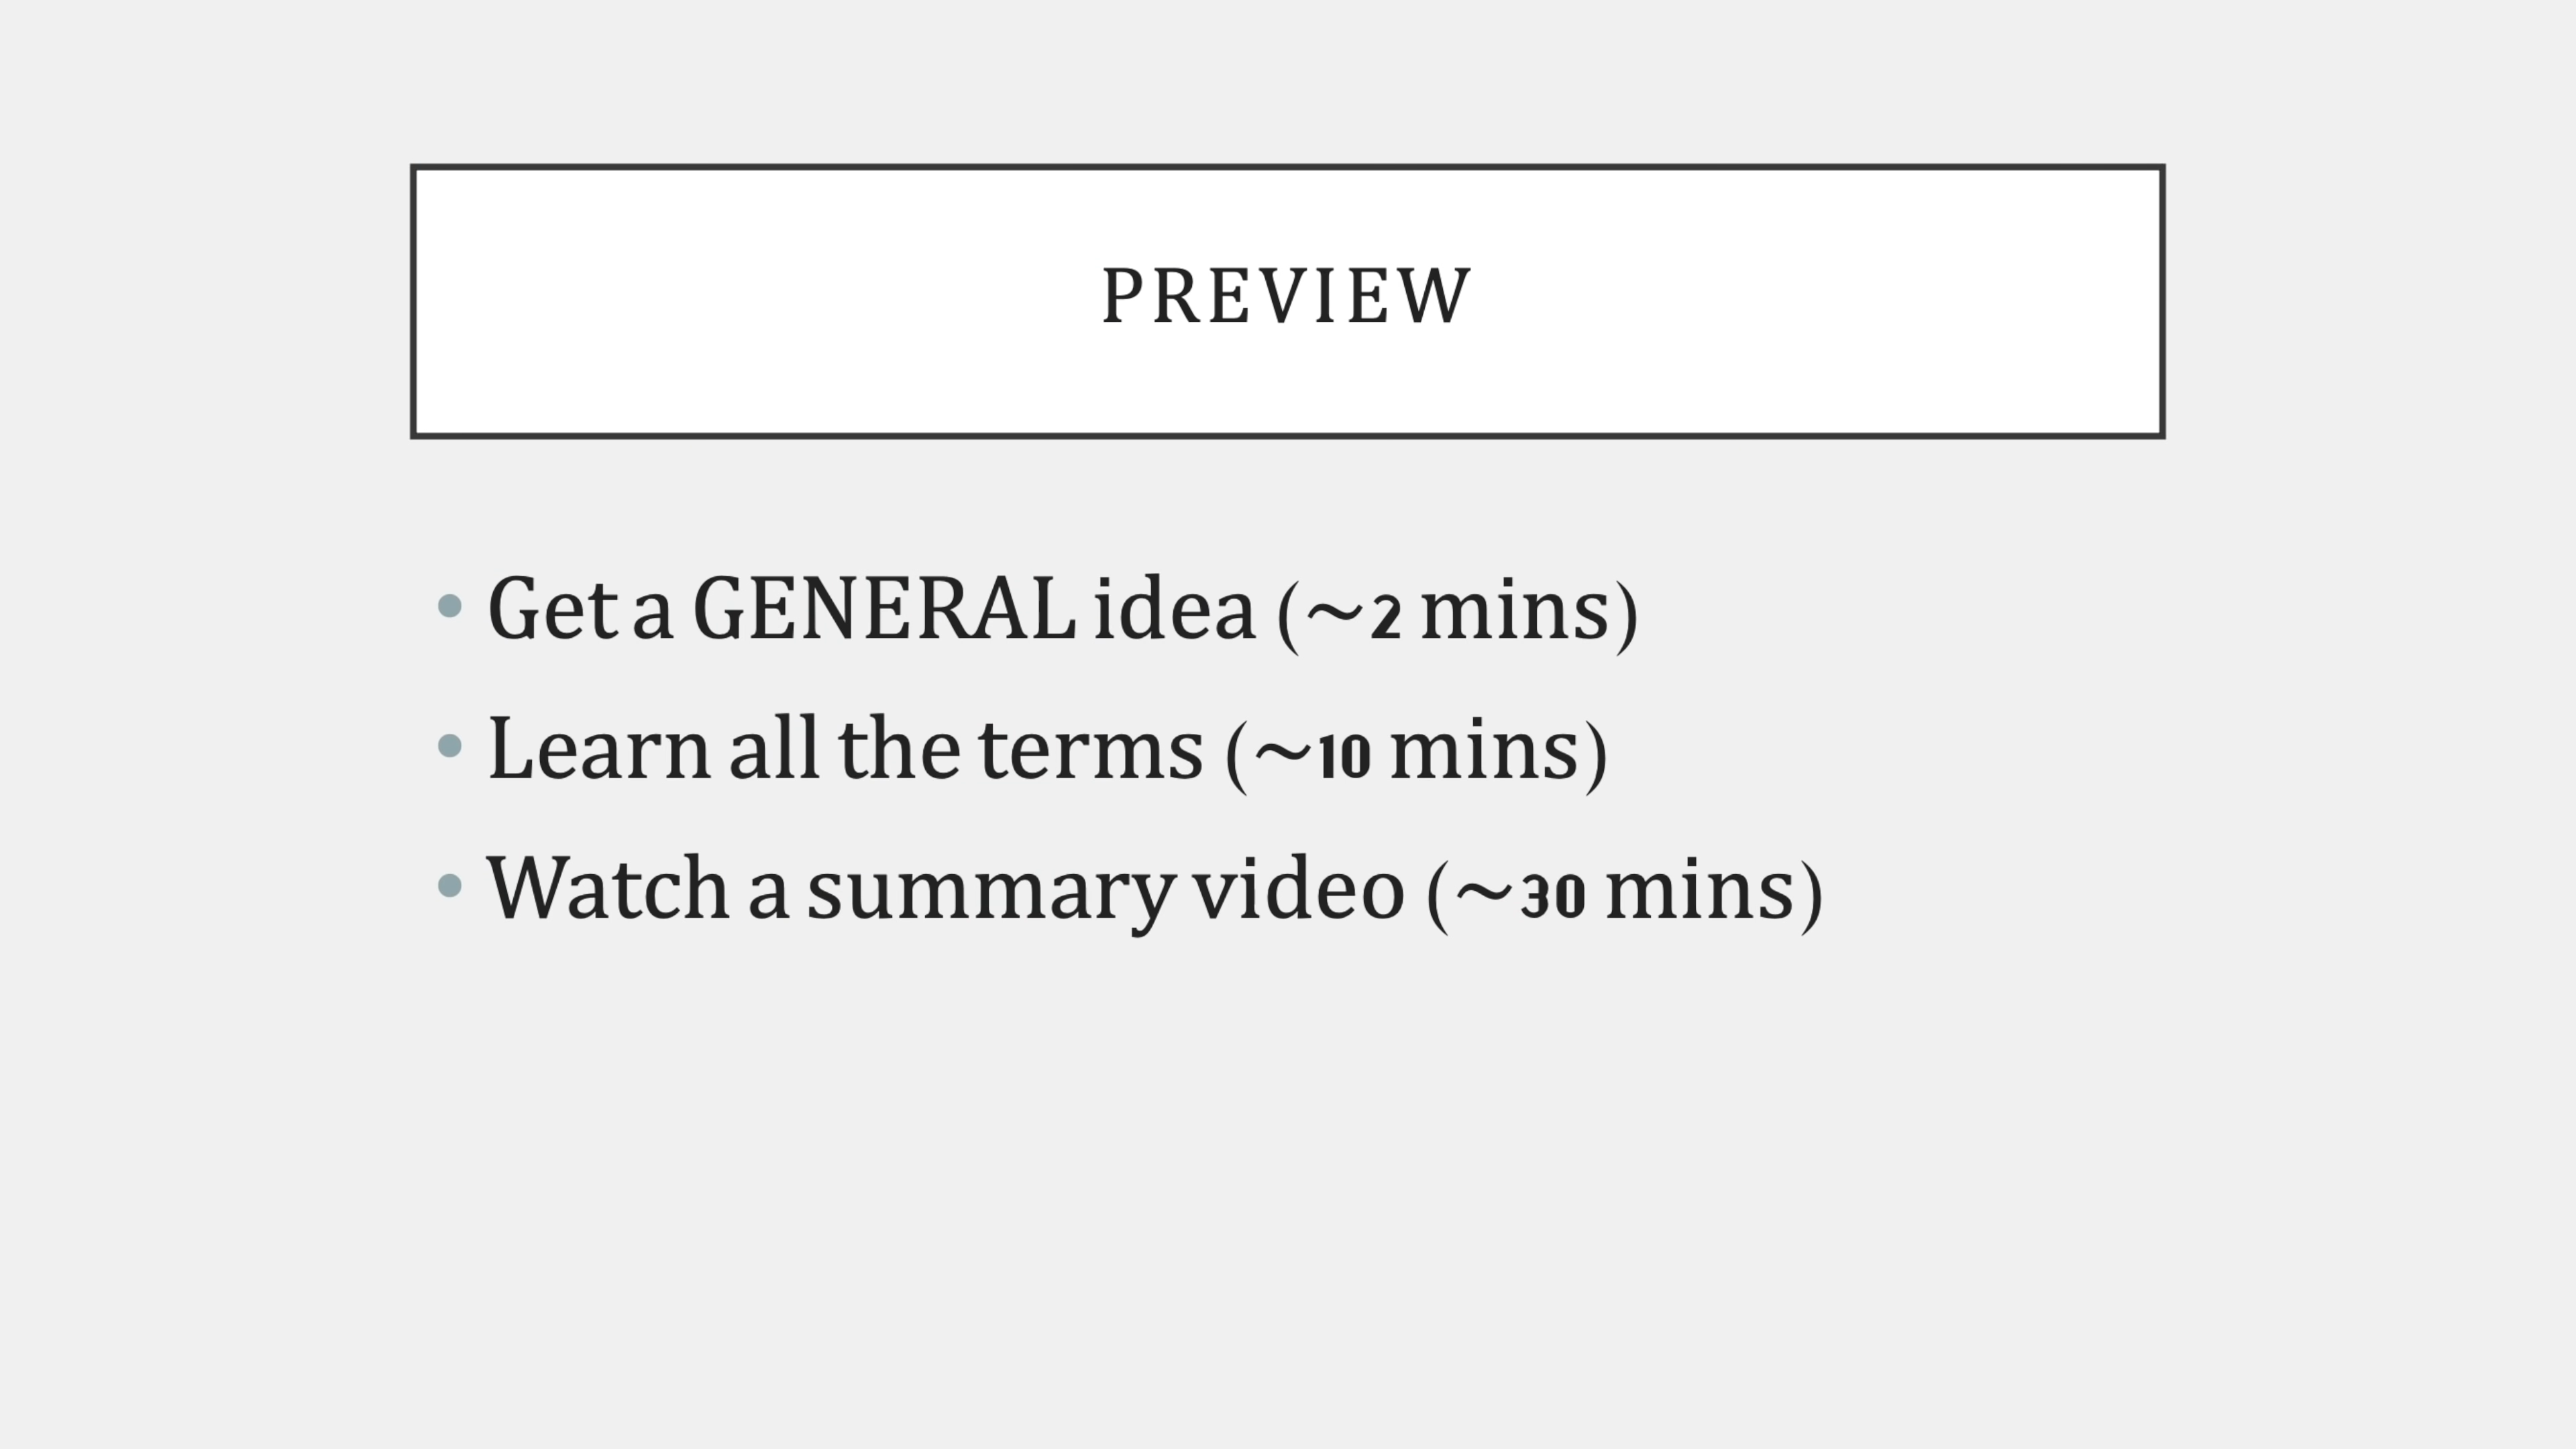 PREVIEW
• Get a GENERAL idea (~2 mins)
• Learn all the terms (~10 mins)
• Watch a summary video (~30 mins)